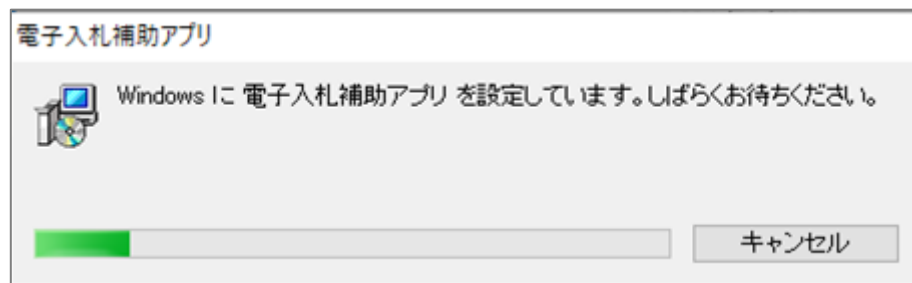 電子入札補助アプリ
Windows に 電子入札補助アプリ を設定しています。しばらくお待ちください。
キャンセル